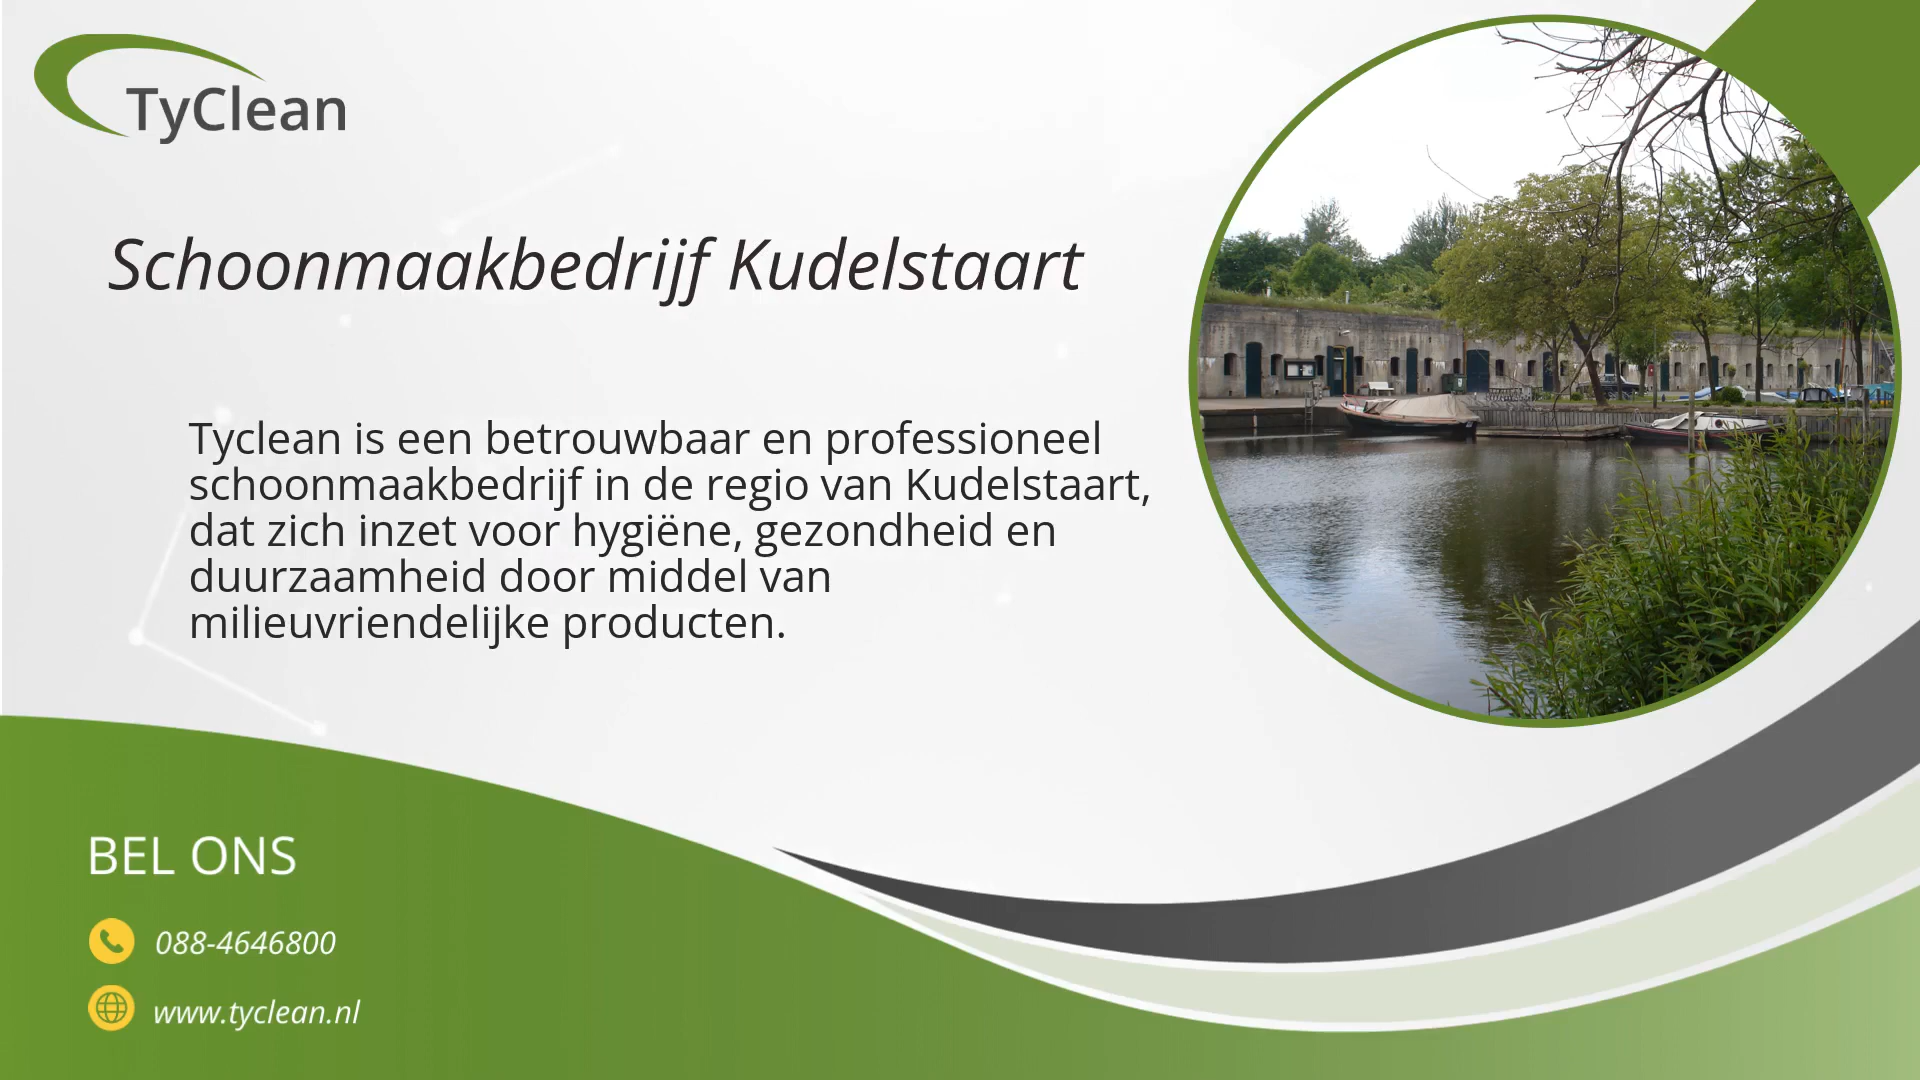 TyClean
Schoonmaakbedrijf Kudelstaart
Tyclean is een betrouwbaar en professioneel
schoonmaakbedrijf in de regio van Kudelstaart,
dat zich inzet voor hygiëne, gezondheid en
duurzaamheid door middel van
milieuvriendelijke producten.
BEL ONS
088-4646800
www.tyclean.nl